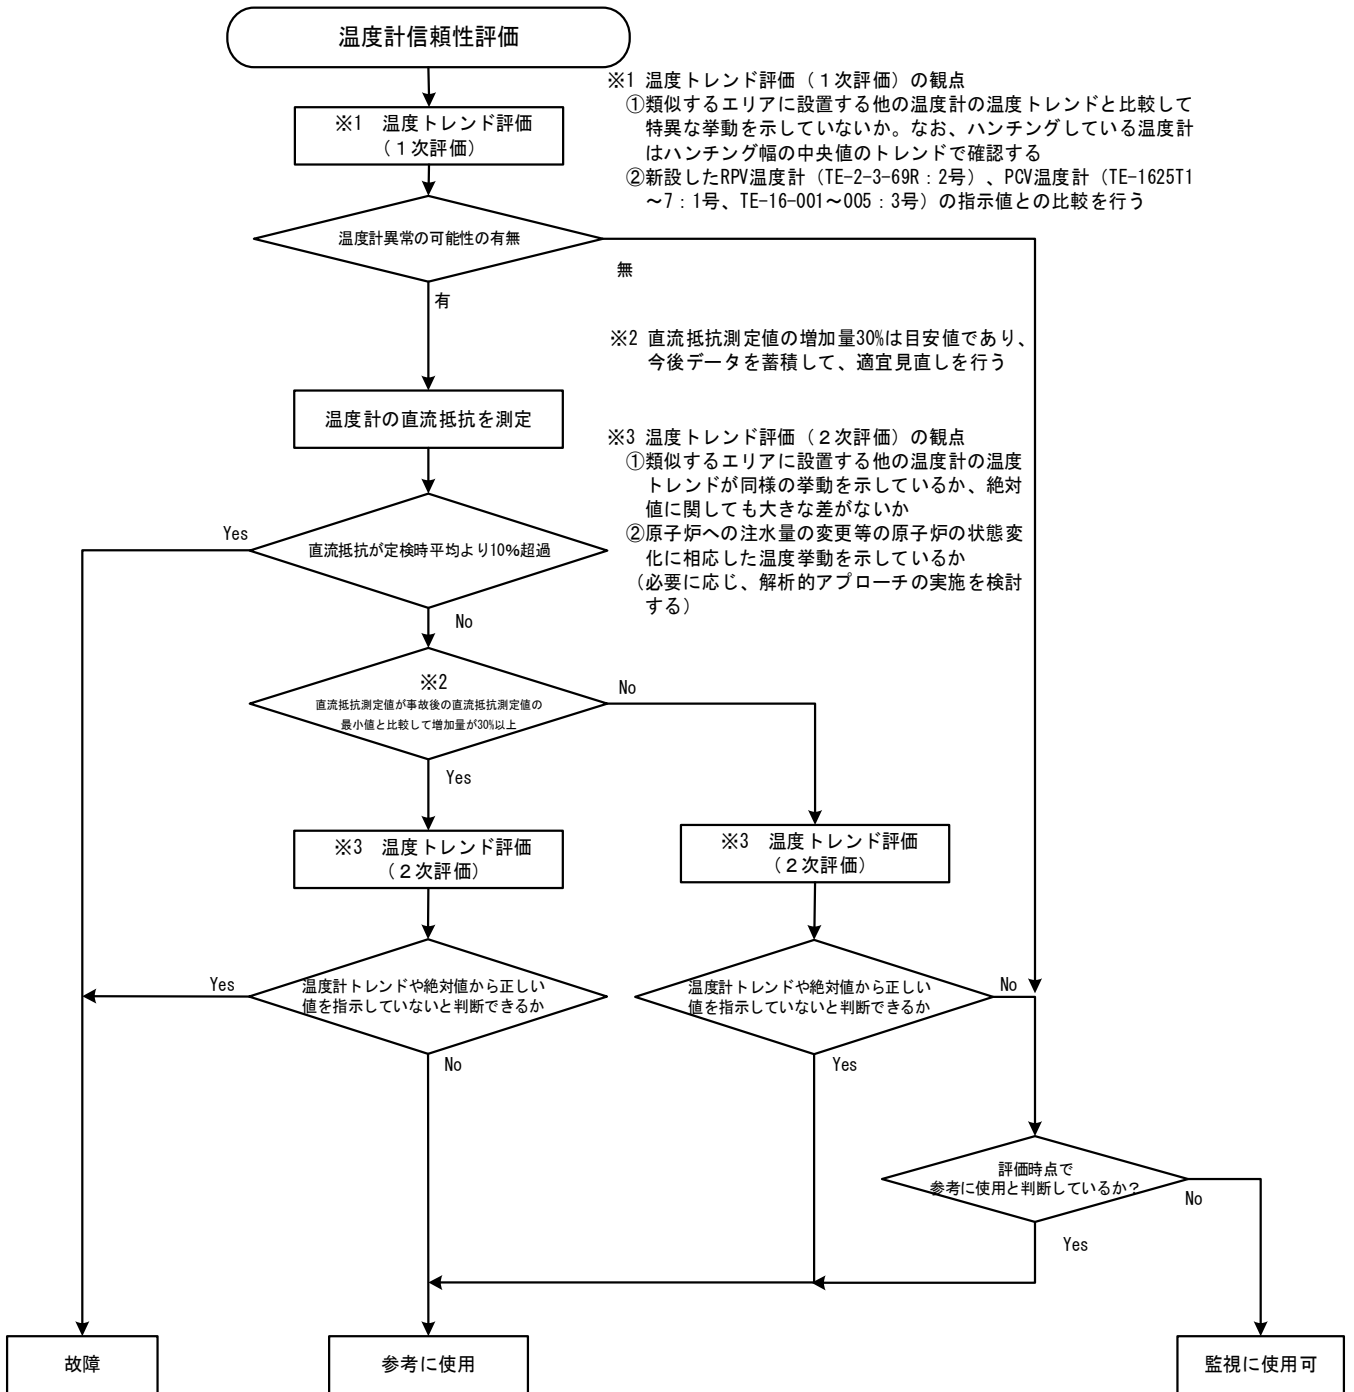 温度計信頼性評価
※1 温度トレンド評価
(1次評価)
※1 温度トレンド評価(1次評価)の観点
①類似するエリアに設置する他の温度計の温度トレンドと比較して
特異な挙動を示していないか。なお、ハンチングしている温度計
はハンチング幅の中央値のトレンドで確認する
②新設したRPV温度計(TE-2-3-69R:2号)、PCV温度計(TE-1625T1
~7:1号、TE-16-001~005:3号)の指示値との比較を行う
温度計異常の可能性の有無
無
有
※2 直流抵抗測定値の増加量30%は目安値であり、
今後データを蓄積して、適宜見直しを行う
温度計の直流抵抗を測定
※3 温度トレンド評価(2次評価)の観点
①類似するエリアに設置する他の温度計の温度
トレンドが同様の挙動を示しているか、絶対
値に関しても大きな差がないか
②原子炉への注水量の変更等の原子炉の状態変
化に相応した温度挙動を示しているか
(必要に応じ、解析的アプローチの実施を検討
する)
Yes
直流抵抗が定検時平均より10%超過
No
※2
直流抵抗測定値が事故後の直流抵抗測定値の
最小値と比較して増加量が30%以上
No
Yes
※3 温度トレンド評価
(2次評価)
※3 温度トレンド評価
(2次評価)
Yes
温度計トレンドや絶対値から正しい
値を指示していないと判断できるか
No
温度計トレンドや絶対値から正しい
値を指示していないと判断できるか
No
Yes
評価時点で
参考に使用と判断しているか?
No
Yes
故障
参考に使用
監視に使用可